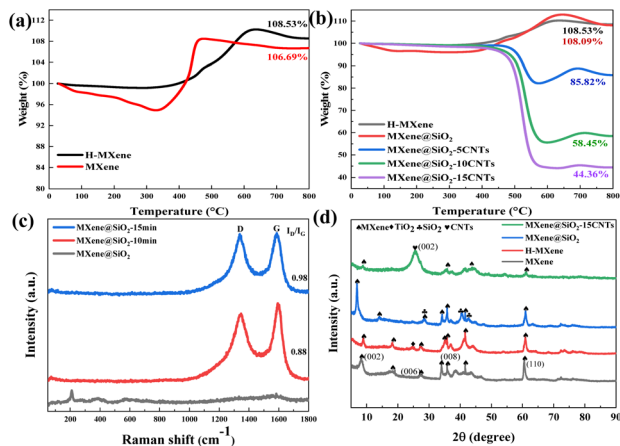 (a)
108.53%
106.69%
H-MXene
MXene
Weight (%)
120
116
112
108
104
100
96
92
88
84
80
0 100 200 300 400 500 600 700 800
Temperature (°C)
(b)
108.53%
108.09%
85.82%
58.45%
44.36%
H-MXene
MXene@SiO₂
MXene@SiO₂-5CNTs
MXene@SiO₂-10CNTs
MXene@SiO₂-15CNTs
Weight (%)
110
100
90
80
70
60
50
40
0 100 200 300 400 500 600 700 800
Temperature (°C)
(c)
MXene@SiO₂-15min
MXene@SiO₂-10min
MXene@SiO₂
D
G
I_D/I_G
0.98
0.88
Intensity (a.u.)
0 200 400 600 800 1000 1200 1400 1600 1800
Raman shift (cm⁻¹)
(d)
♠MXene♦TiO₂ ♣SiO₂ ♥CNTs
MXene@SiO₂-15CNTs
MXene@SiO₂
H-MXene
MXene
(002)
(002)
(006)
(008)
(110)
Intensity (a.u.)
10 20 30 40 50 60 70 80 90
2θ (degree)